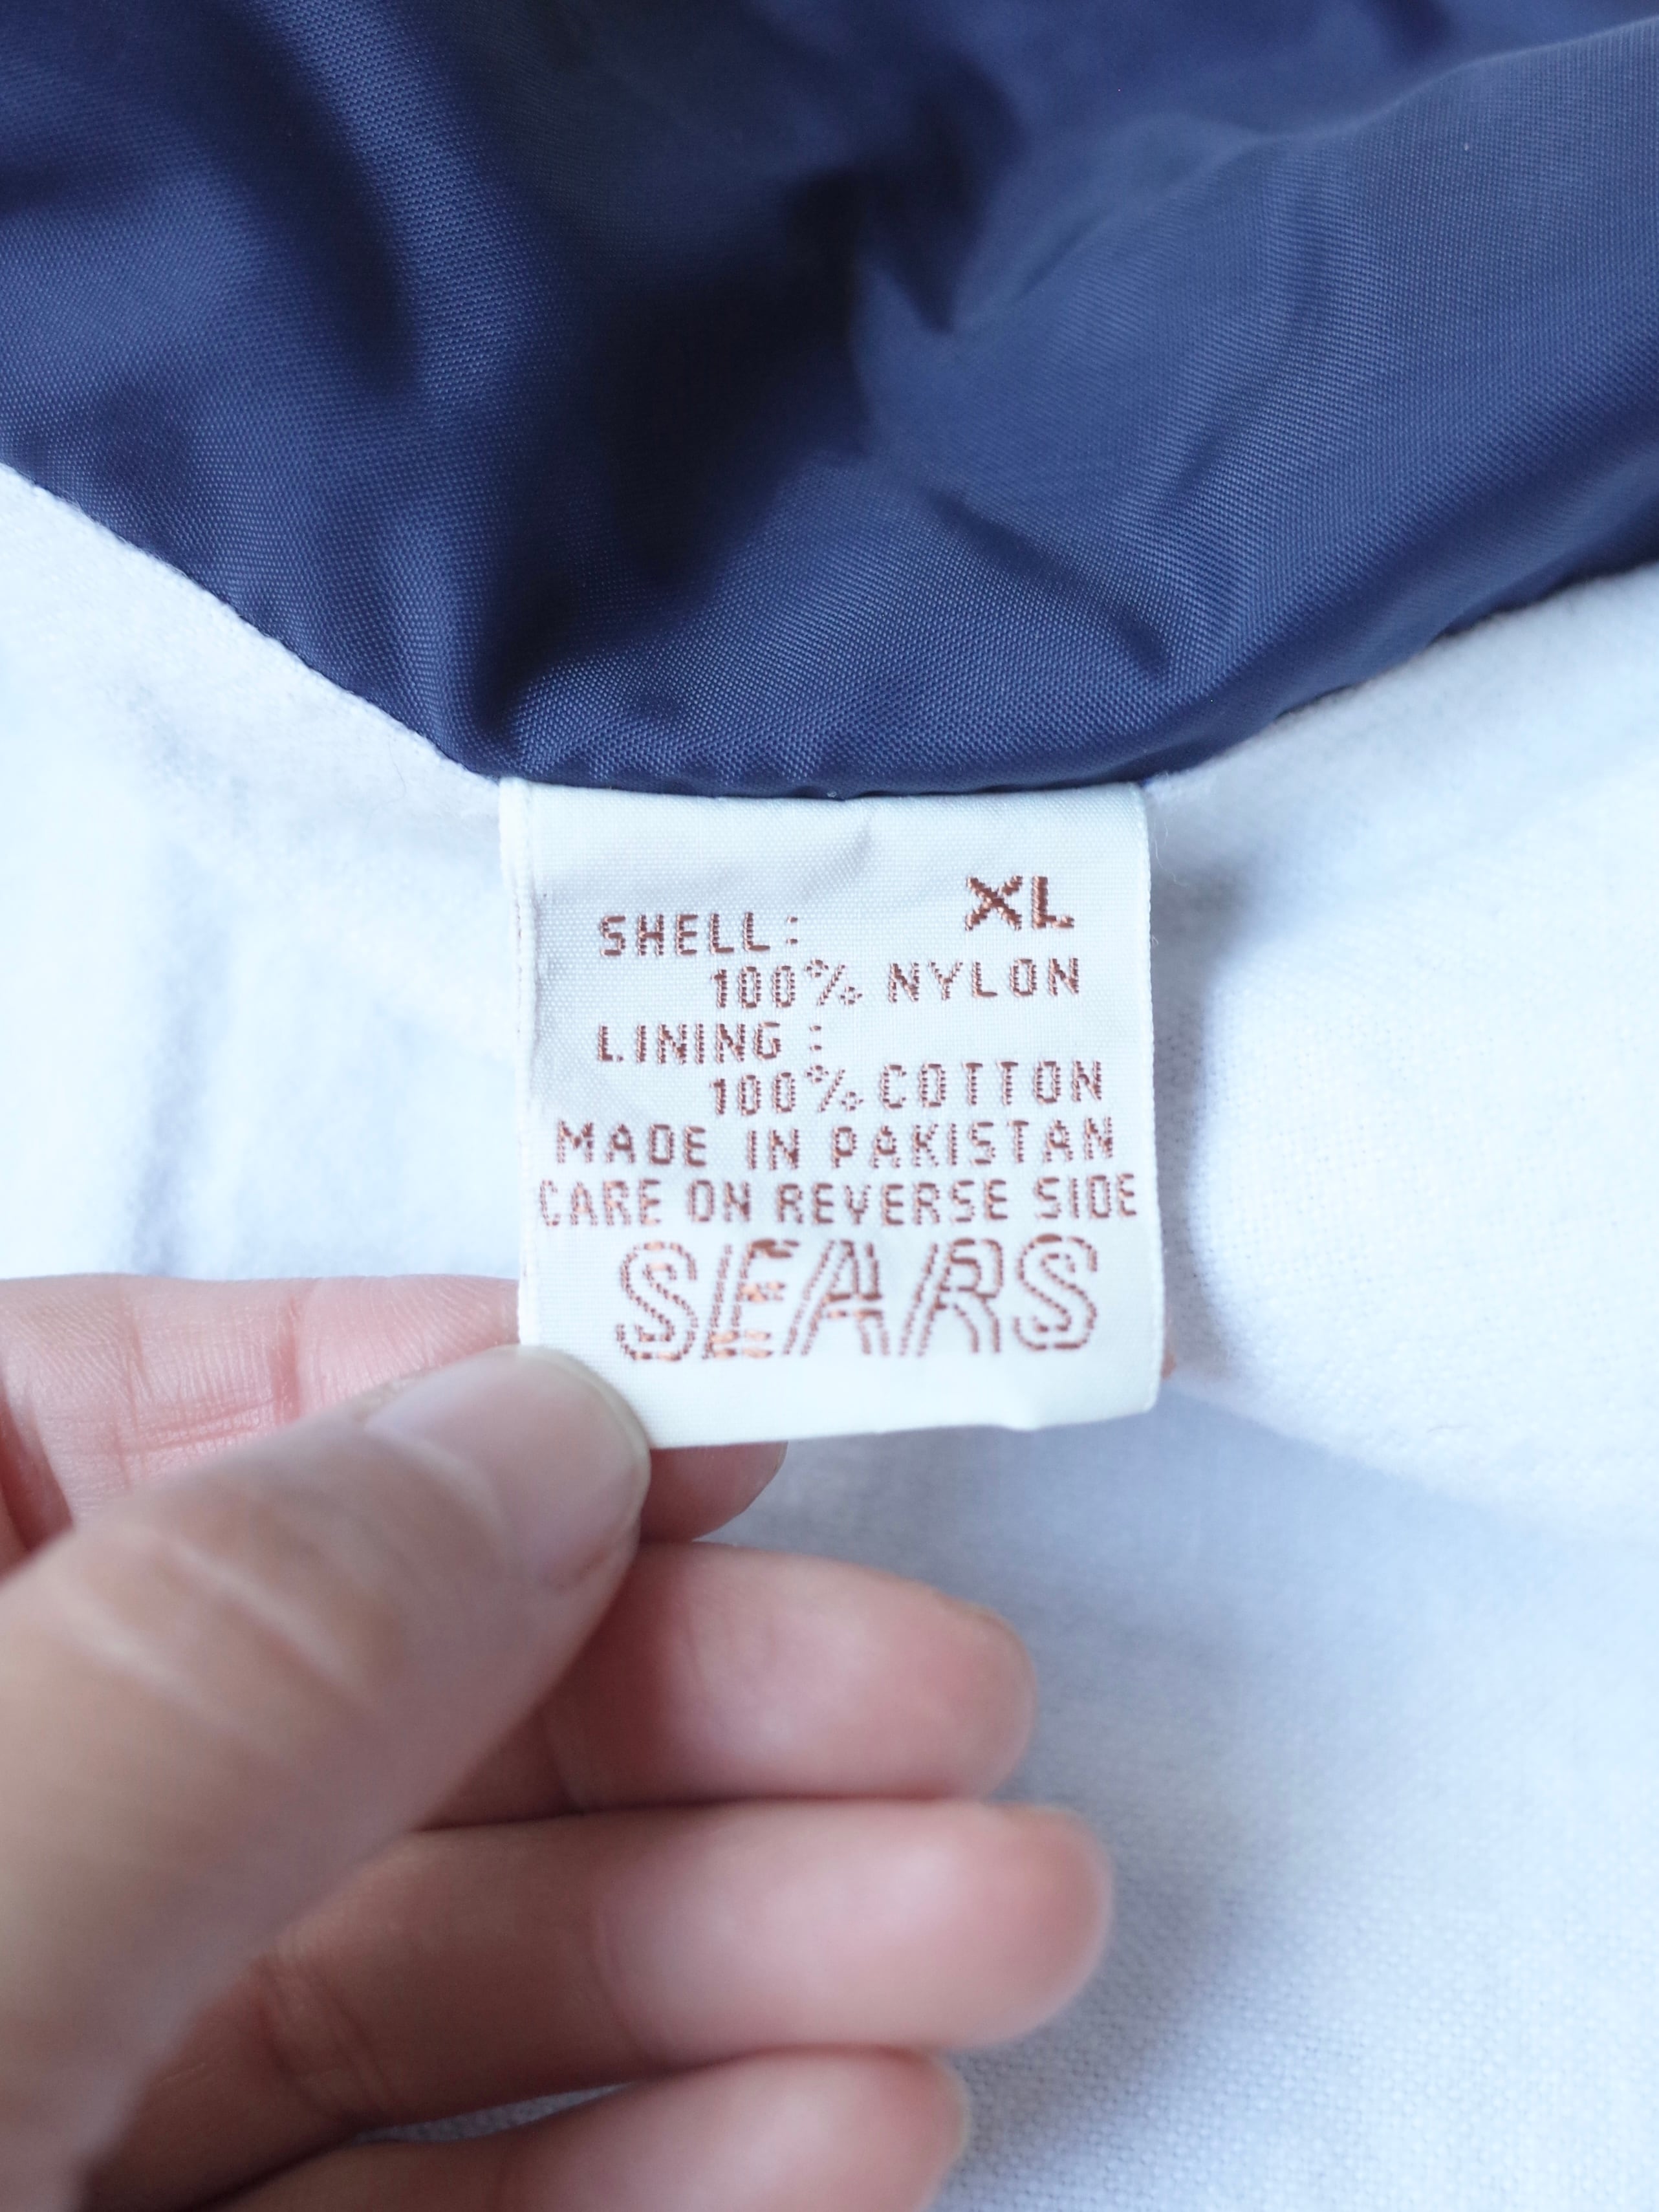 XL
SHELL:
100% NYLON
LINING:
100% COTTON
MADE IN PAKISTAN
CARE ON REVERSE SIDE
SEARS